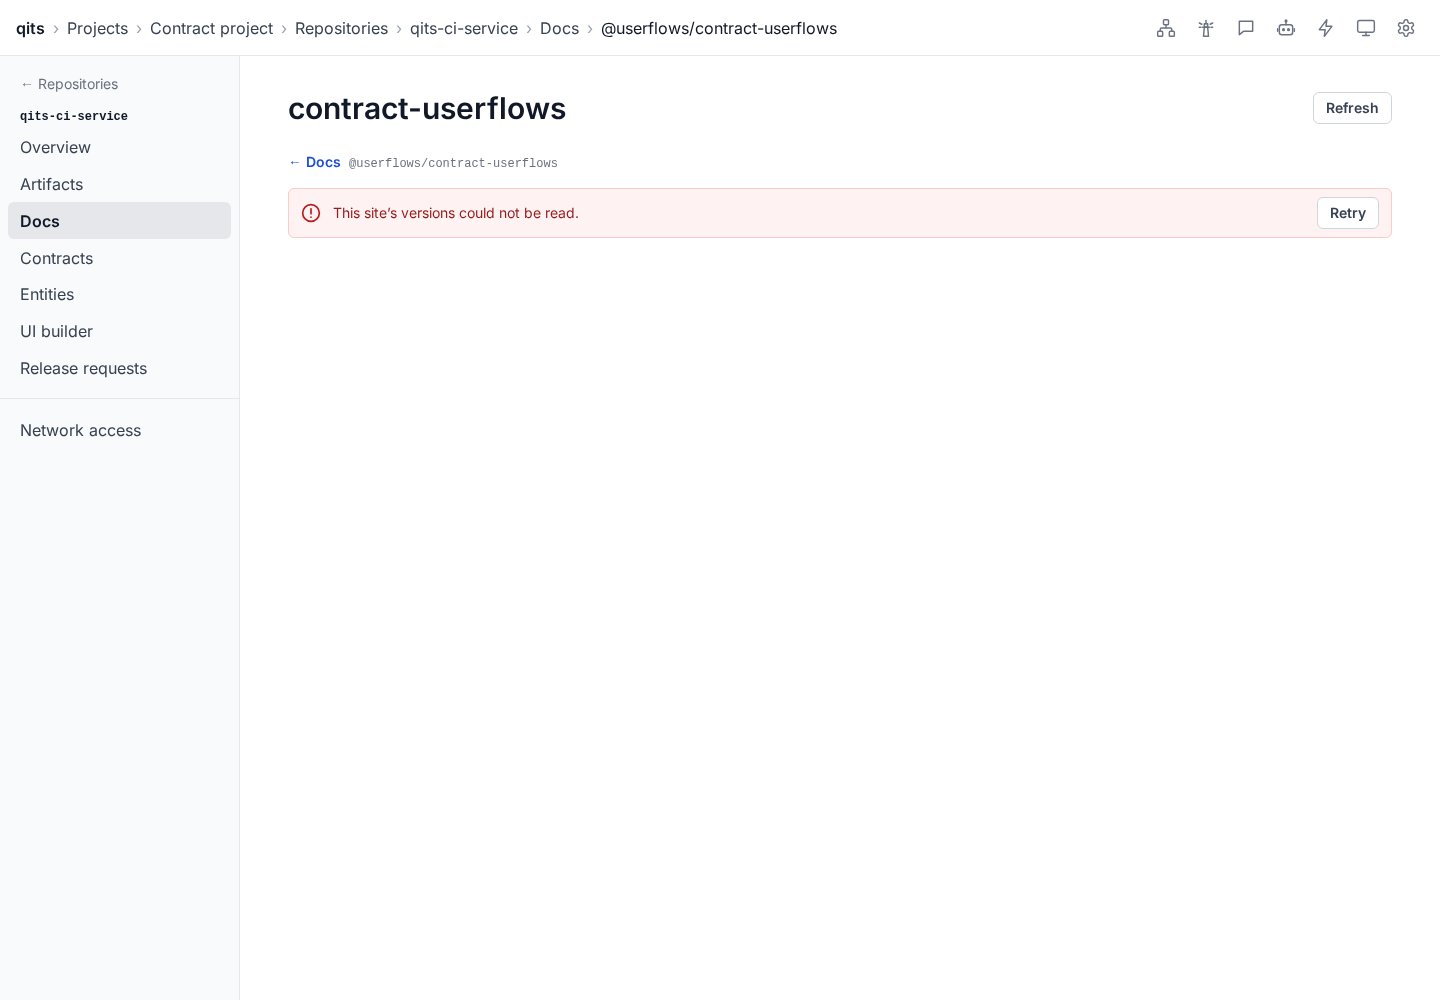 qits › Projects › Contract project › Repositories › qits-ci-service › Docs › @userflows/contract-userflows
← Repositories
qits-ci-service
Overview
Artifacts
Docs
Contracts
Entities
UI builder
Release requests
Network access
contract-userflows
Refresh
← Docs @userflows/contract-userflows
This site’s versions could not be read.
Retry